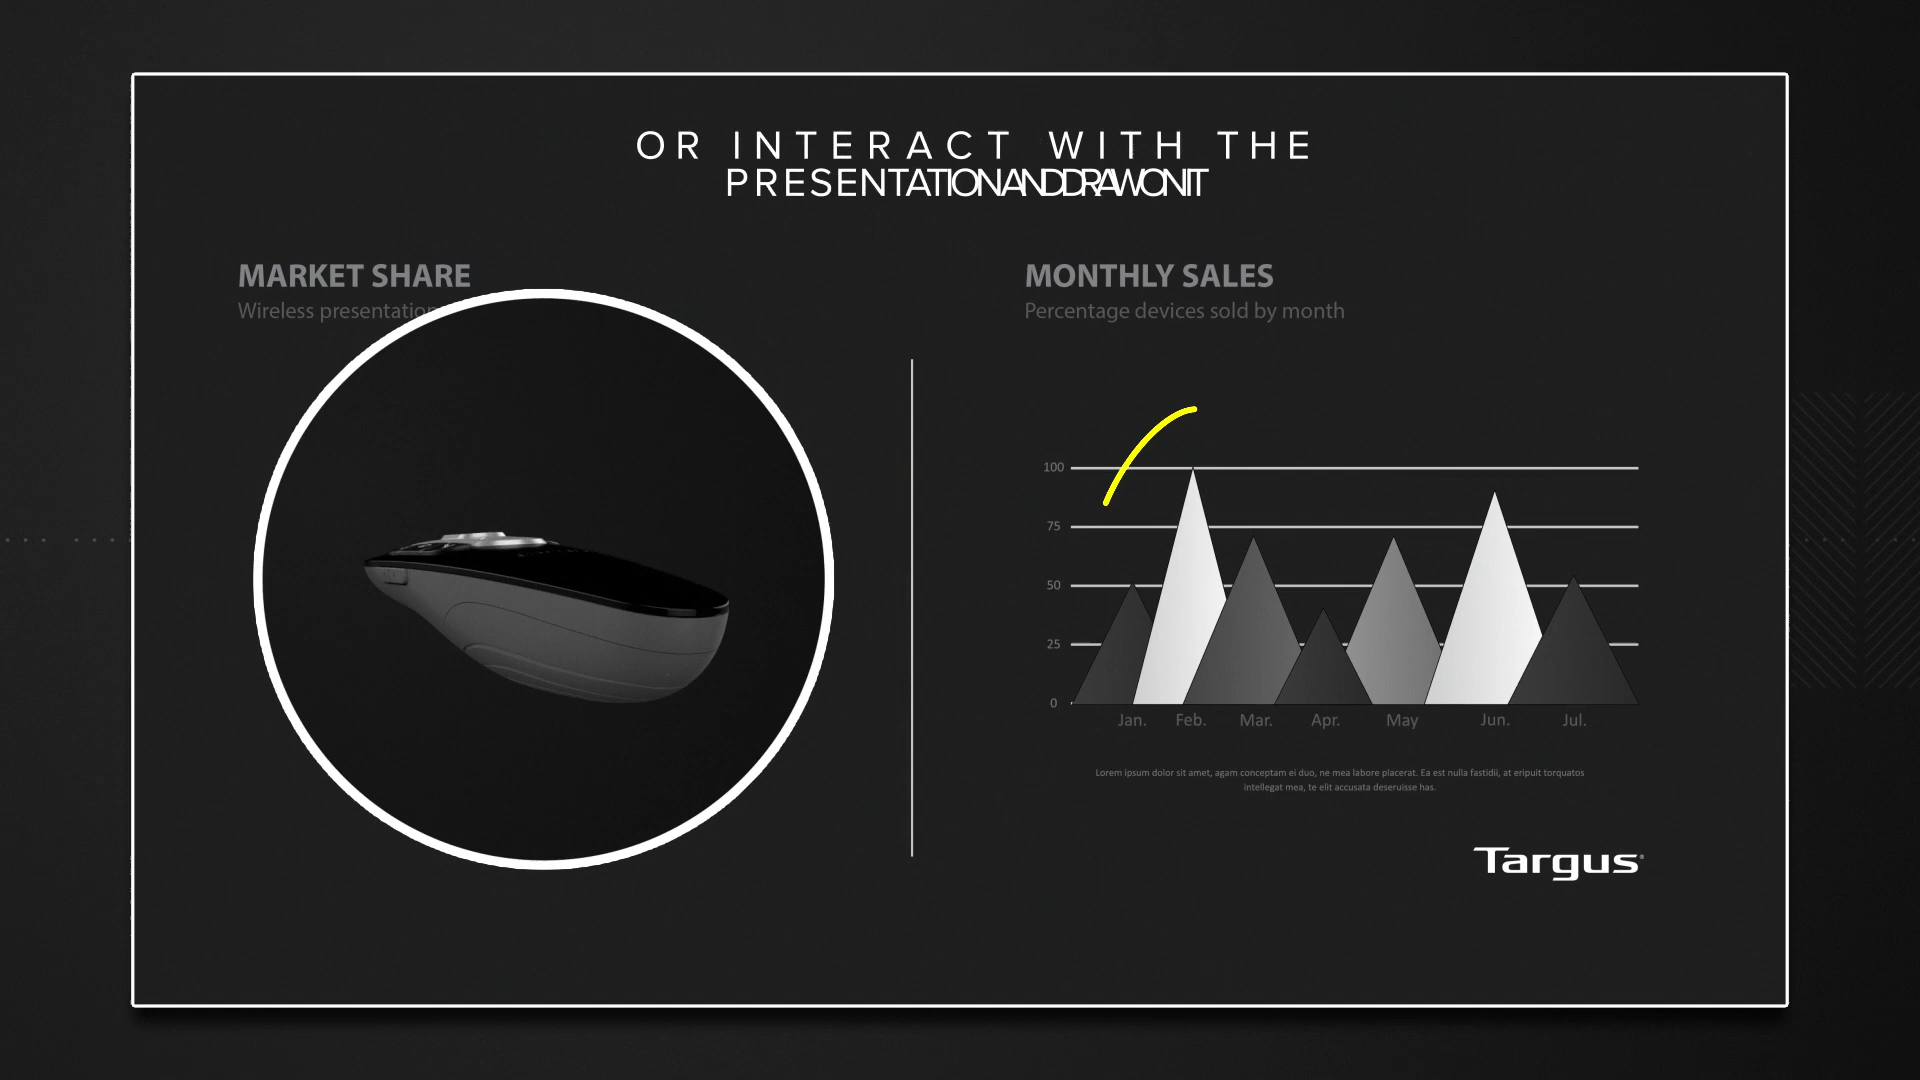 OR INTERACT WITH THE
PRESENTATIONANDDRAWONIT
MARKET SHARE
Wireless presentation
MONTHLY SALES
Percentage devices sold by month
100
75
50
25
0
Jan. Feb. Mar. Apr. May Jun. Jul.
Lorem ipsum dolor sit amet, agam conceptam ei duo, ne mea labore placerat. Ea est nulla fastidii, at eripuit torquatos
intellegat mea, te elit accusata deseruisse has.
Targus